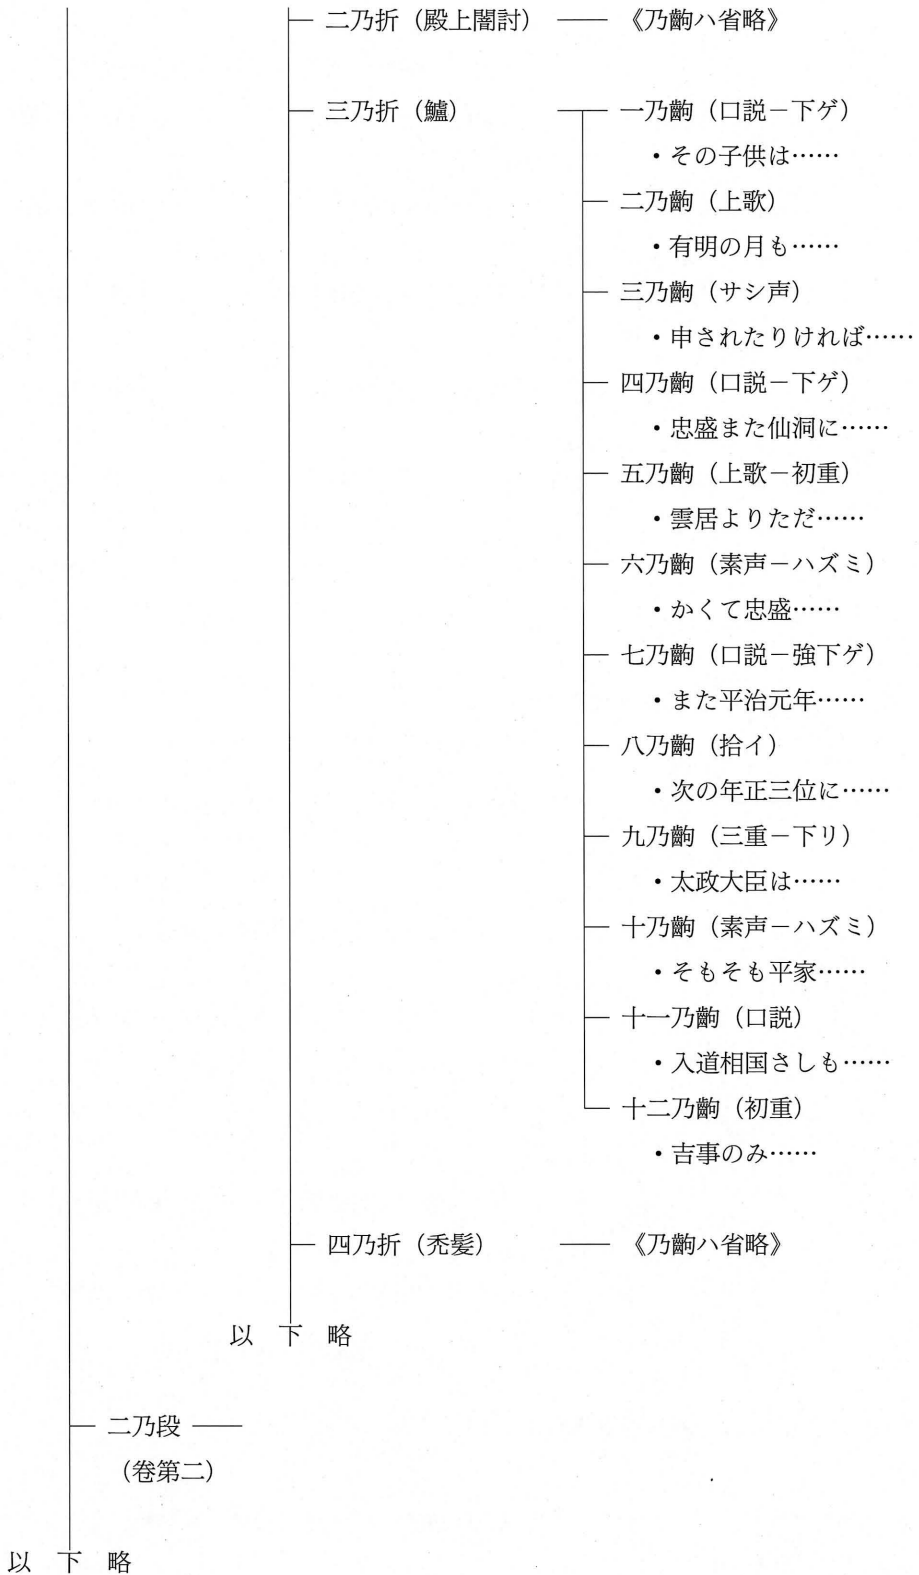 二乃折（殿上闇討） 《乃齣ハ省略》
三乃折（鱸） 一乃齣（口説－下ゲ）
・その子供は……
二乃齣（上歌）
・有明の月も……
三乃齣（サシ声）
・申されたりければ……
四乃齣（口説－下ゲ）
・忠盛また仙洞に……
五乃齣（上歌－初重）
・雲居よりただ……
六乃齣（素声－ハズミ）
・かくて忠盛……
七乃齣（口説－強下ゲ）
・また平治元年……
八乃齣（拾イ）
・次の年正三位に……
九乃齣（三重－下リ）
・太政大臣は……
十乃齣（素声－ハズミ）
・そもそも平家……
十一乃齣（口説）
・入道相国さしも……
十二乃齣（初重）
・吉事のみ……
四乃折（禿髪） 《乃齣ハ省略》
以下略
二乃段
（巻第二）
以下略